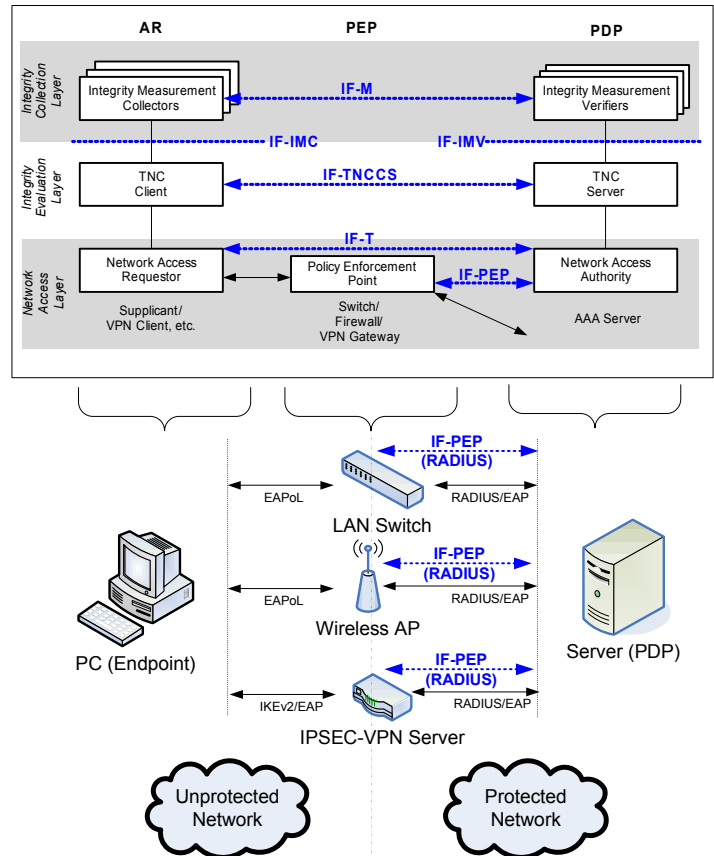 AR PEP PDP
Integrity
Collection
Layer
Integrity Measurement
Collectors
IF-M
Integrity Measurement
Verifiers
IF-IMC
IF-IMV
Integrity
Evaluation
Layer
TNC
Client
IF-TNCCS
TNC
Server
Network
Access
Layer
Network Access
Requestor
IF-T
Policy Enforcement
Point
IF-PEP
Network Access
Authority
Supplicant/
VPN Client, etc.
Switch/
Firewall/
VPN Gateway
AAA Server
IF-PEP
(RADIUS)
EAPoL
RADIUS/EAP
LAN Switch
IF-PEP
(RADIUS)
EAPoL
RADIUS/EAP
Wireless AP
PC (Endpoint)
Server (PDP)
IF-PEP
(RADIUS)
IKEv2/EAP
RADIUS/EAP
IPSEC-VPN Server
Unprotected
Network
Protected
Network